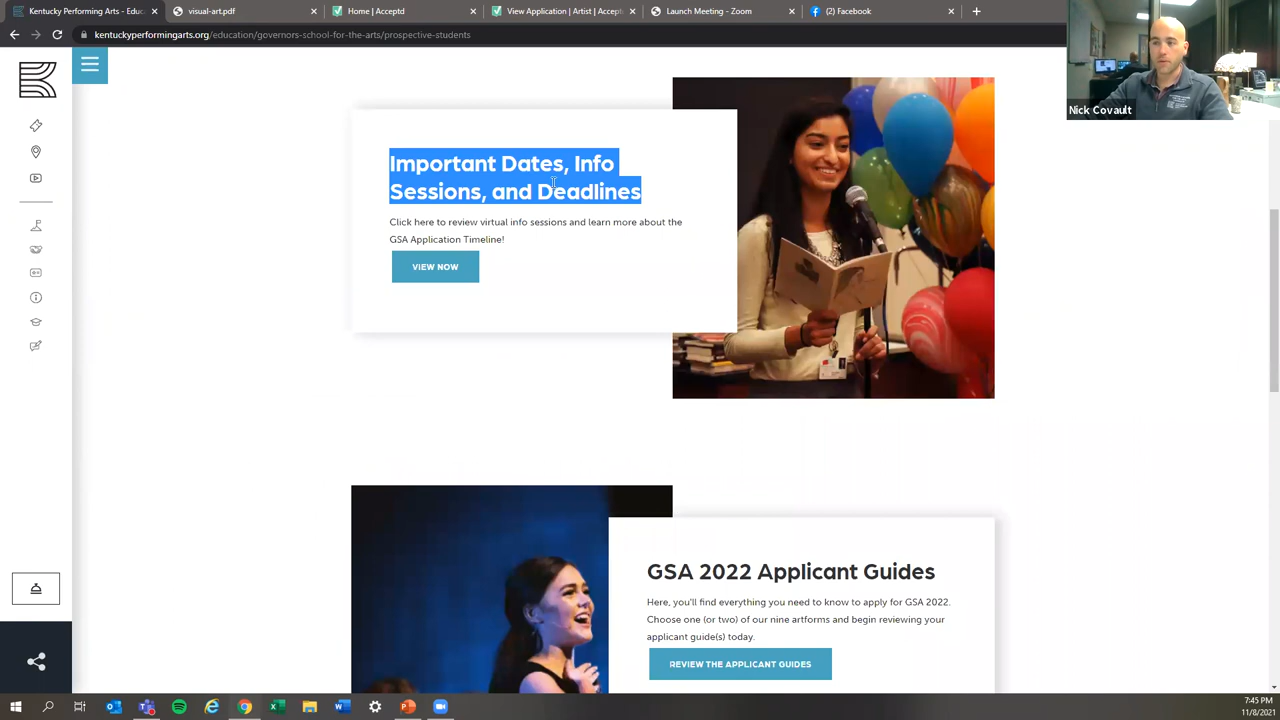 Kentucky Performing Arts - Educ
visual-art.pdf
Home | Acceptd
View Application | Artist | Accept
Launch Meeting - Zoom
(2) Facebook
kentuckyperformingarts.org/education/governors-school-for-the-arts/prospective-students
Nick Covault
Important Dates, Info
Sessions, and Deadlines
Click here to review virtual info sessions and learn more about the
GSA Application Timeline!
VIEW NOW
GSA 2022 Applicant Guides
Here, you'll find everything you need to know to apply for GSA 2022.
Choose one (or two) of our nine artforms and begin reviewing your
applicant guide(s) today.
REVIEW THE APPLICANT GUIDES
7:45 PM
11/8/2021